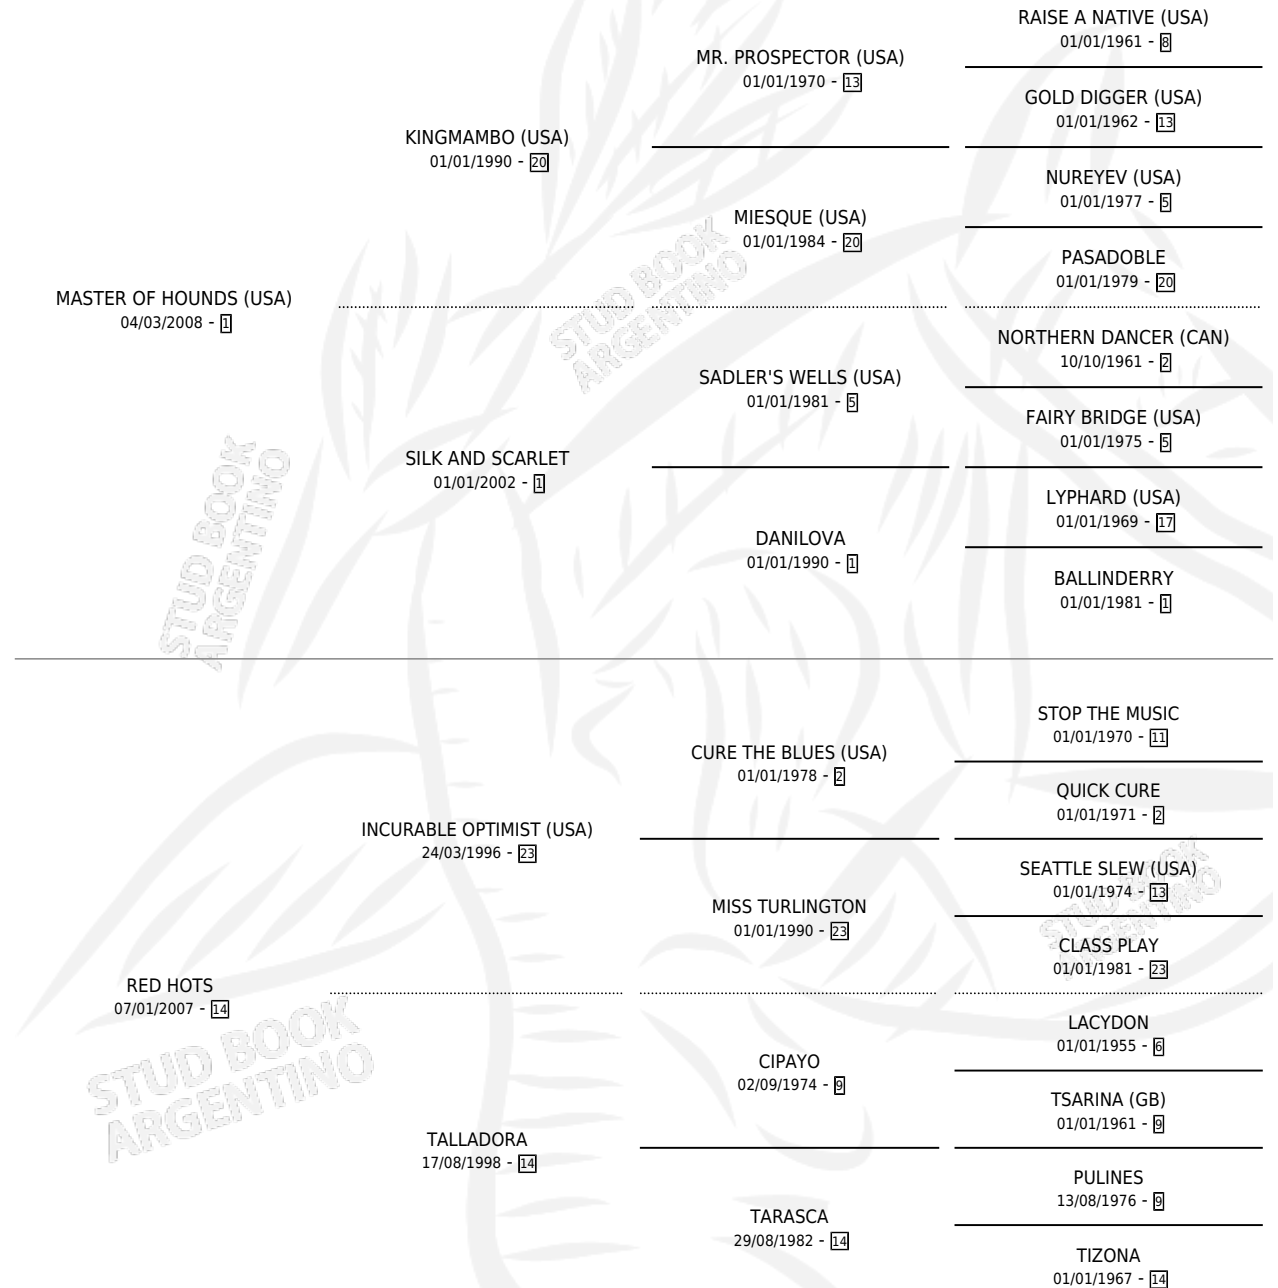 RAISE A NATIVE (USA)
01/01/1961 - 8
MR. PROSPECTOR (USA)
01/01/1970 - 13
GOLD DIGGER (USA)
01/01/1962 - 13
KINGMAMBO (USA)
01/01/1990 - 20
NUREYEV (USA)
01/01/1977 - 5
MIESQUE (USA)
01/01/1984 - 20
PASADOBLE
01/01/1979 - 20
MASTER OF HOUNDS (USA)
04/03/2008 - 1
STUD BOOK
ARGENTINO
NORTHERN DANCER (CAN)
10/10/1961 - 2
SADLER'S WELLS (USA)
01/01/1981 - 5
FAIRY BRIDGE (USA)
01/01/1975 - 5
SILK AND SCARLET
01/01/2002 - 1
LYPHARD (USA)
01/01/1969 - 17
DANILOVA
01/01/1990 - 1
BALLINDERRY
01/01/1981 - 1
STUD BOOK
ARGENTINO
STOP THE MUSIC
01/01/1970 - 11
CURE THE BLUES (USA)
01/01/1978 - 2
QUICK CURE
01/01/1971 - 2
INCURABLE OPTIMIST (USA)
24/03/1996 - 23
SEATTLE SLEW (USA)
01/01/1974 - 13
MISS TURLINGTON
01/01/1990 - 23
STUD BOOK
ARGENTINO
CLASS PLAY
01/01/1981 - 23
RED HOTS
07/01/2007 - 14
LACYDON
01/01/1955 - 6
CIPAYO
02/09/1974 - 9
STUD BOOK
ARGENTINO
TSARINA (GB)
01/01/1961 - 9
TALLADORA
17/08/1998 - 14
PULINES
13/08/1976 - 9
TARASCA
29/08/1982 - 14
TIZONA
01/01/1967 - 14